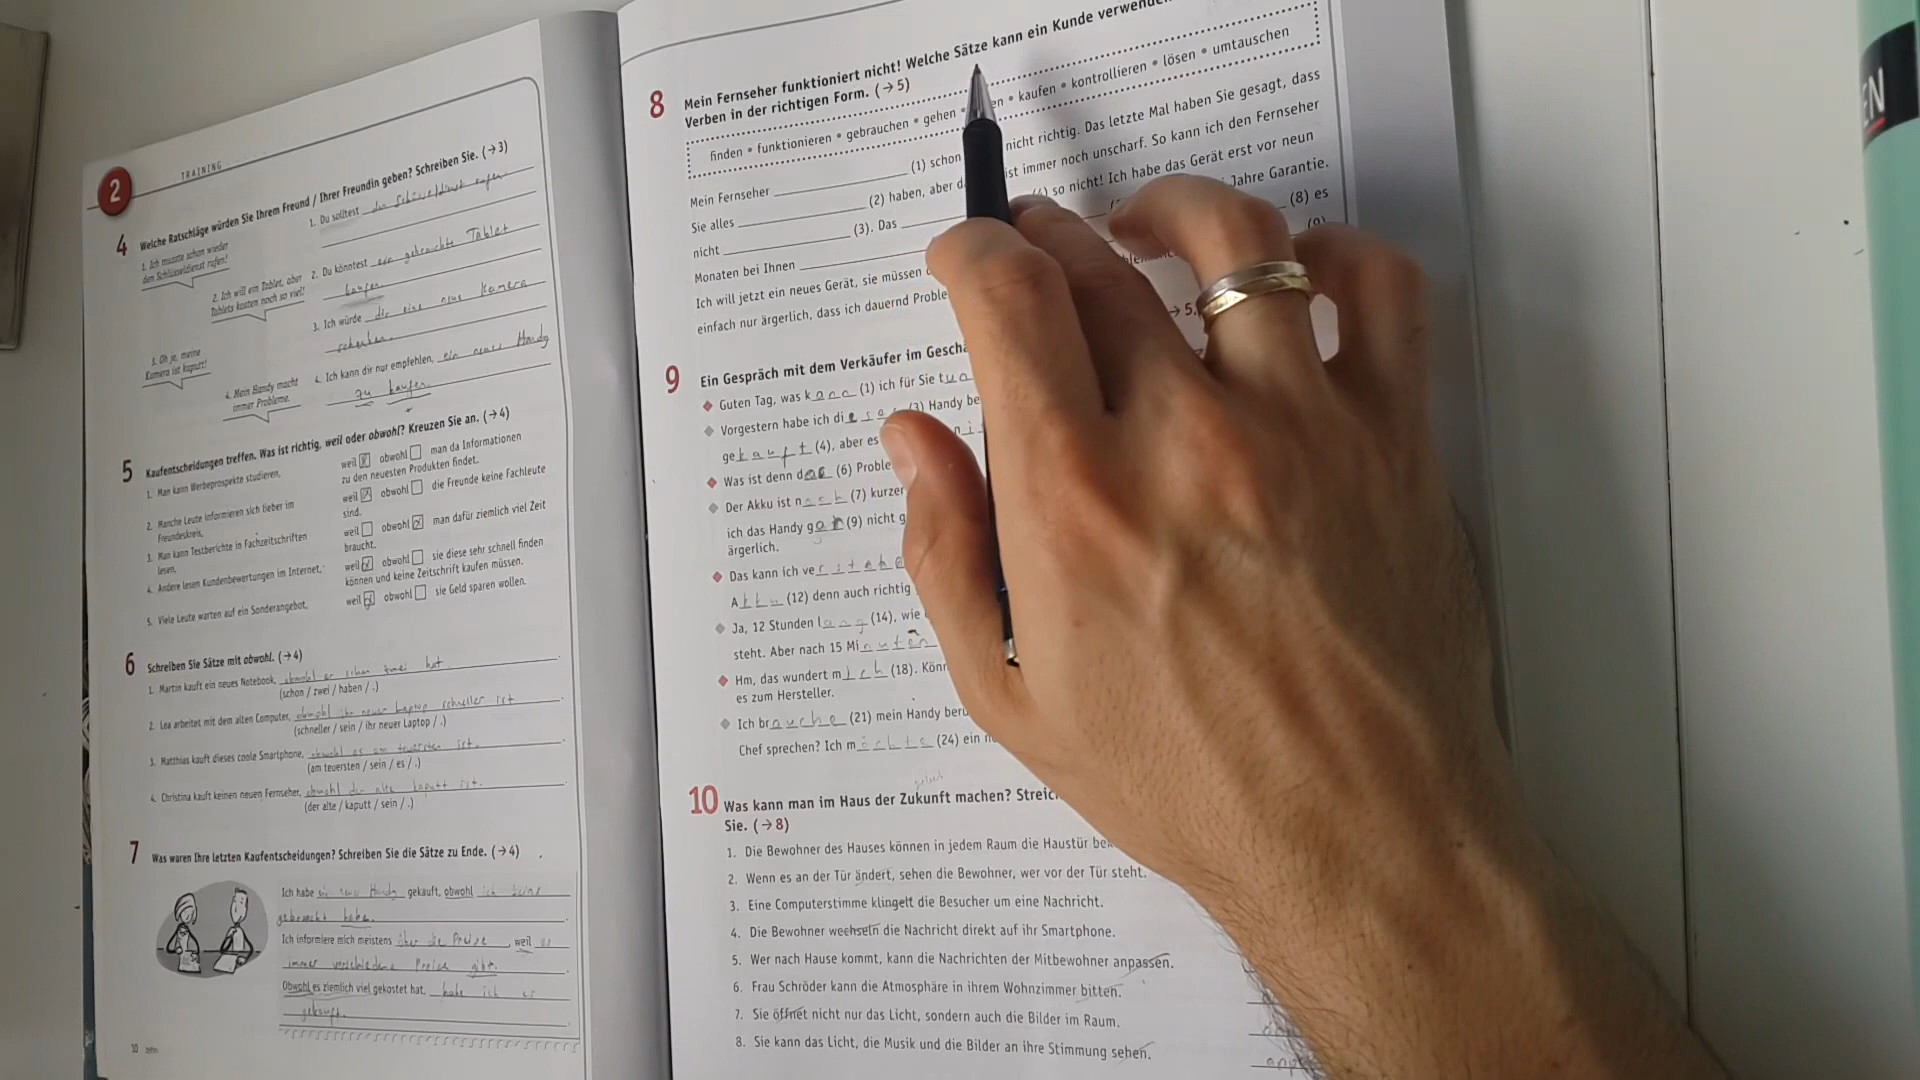 2
TRAINING
4 Welche Ratschläge würden Sie Ihrem Freund / Ihrer Freundin geben? Schreiben Sie. (→3)
1. Ich musste schon wieder
den Schlüsseldienst rufen!
1. Du solltest den Schlüsseldienst rufen
2. Ich will ein Tablet, aber
Tablets kosten noch so viel!
2. Du könntest ein gebrauchte Tablet
kaufen
3. Oh je, meine
Kamera ist kaputt!
3. Ich würde dir eine neue Kamera
schenken.
4. Mein Handy macht
immer Probleme.
4. Ich kann dir nur empfehlen, ein neues Handy
zu kaufen
5 Kaufentscheidungen treffen. Was ist richtig, weil oder obwohl? Kreuzen Sie an. (→4)
1. Man kann Werbeprospekte studieren,
weil obwohl man da Informationen
zu den neuesten Produkten findet.
2. Manche Leute informieren sich lieber im
Freundeskreis,
weil obwohl die Freunde keine Fachleute
sind.
3. Man kann Testberichte in Fachzeitschriften
lesen,
weil obwohl man dafür ziemlich viel Zeit
braucht.
4. Andere lesen Kundenbewertungen im Internet,
weil obwohl sie diese sehr schnell finden
können und keine Zeitschrift kaufen müssen.
5. Viele Leute warten auf ein Sonderangebot,
weil obwohl sie Geld sparen wollen.
6 Schreiben Sie Sätze mit obwohl. (→4)
1. Martin kauft ein neues Notebook, obwohl er schon zwei hat
(schon / zwei / haben / .)
2. Lea arbeitet mit dem alten Computer, obwohl ihr neuer Laptop schneller ist
(schneller / sein / ihr neuer Laptop / .)
3. Matthias kauft dieses coole Smartphone, obwohl es am teuersten ist.
(am teuersten / sein / es / .)
4. Christina kauft keinen neuen Fernseher, obwohl der alte kaputt ist.
(der alte / kaputt / sein / .)
7 Was waren Ihre letzten Kaufentscheidungen? Schreiben Sie die Sätze zu Ende. (→4)
Ich habe ein neues Handy gekauft, obwohl ich keine
gebraucht habe.
Ich informiere mich meistens über die Preise, weil es
immer verschiedene Preise gibt.
Obwohl es ziemlich viel gekostet hat, habe ich es
gekauft.
10 zehn
8 Mein Fernseher funktioniert nicht! Welche Sätze kann ein Kunde
Verben in der richtigen Form. (→5)
finden • funktionieren • gebrauchen • gehen • kaufen • kontrollieren • lösen • umtauschen
Mein Fernseher (1) schon nicht richtig. Das letzte Mal haben Sie gesagt, dass
Sie alles (2) haben, aber ist immer noch unscharf. So kann ich den Fernseher
nicht (3). Das so nicht! Ich habe das Gerät erst vor neun
Monaten bei Ihnen Jahre Garantie.
Ich will jetzt ein neues Gerät, sie müssen (8) es
einfach nur ärgerlich, dass ich dauernd (9)
9 Ein Gespräch mit dem Verkäufer im
Guten Tag, was kann (1) ich für Sie
Vorgestern habe ich dieses (3) Handy
gekauft (4), aber es
Was ist denn das (6)
Der Akku ist nach (7) kurzer
ich das Handy gar (9) nicht
ärgerlich.
Das kann ich
Akku (12) denn auch richtig
Ja, 12 Stunden lang (14), wie
steht. Aber nach 15 Minuten
Hm, das wundert mich (18).
es zum Hersteller.
Ich brauche (21) mein Handy
Chef sprechen? Ich möchte (24) ein
10 Was kann man im Haus der Zukunft machen?
Sie. (→8)
1. Die Bewohner des Hauses können in jedem Raum die Haustür
2. Wenn es an der Tür ändert, sehen die Bewohner, wer vor der Tür steht.
3. Eine Computerstimme klingelt die Besucher um eine Nachricht.
4. Die Bewohner wechseln die Nachricht direkt auf ihr Smartphone.
5. Wer nach Hause kommt, kann die Nachrichten der Mitbewohner anpassen.
6. Frau Schröder kann die Atmosphäre in ihrem Wohnzimmer bitten.
7. Sie öffnet nicht nur das Licht, sondern auch die Bilder im Raum.
8. Sie kann das Licht, die Musik und die Bilder an ihre Stimmung sehen.